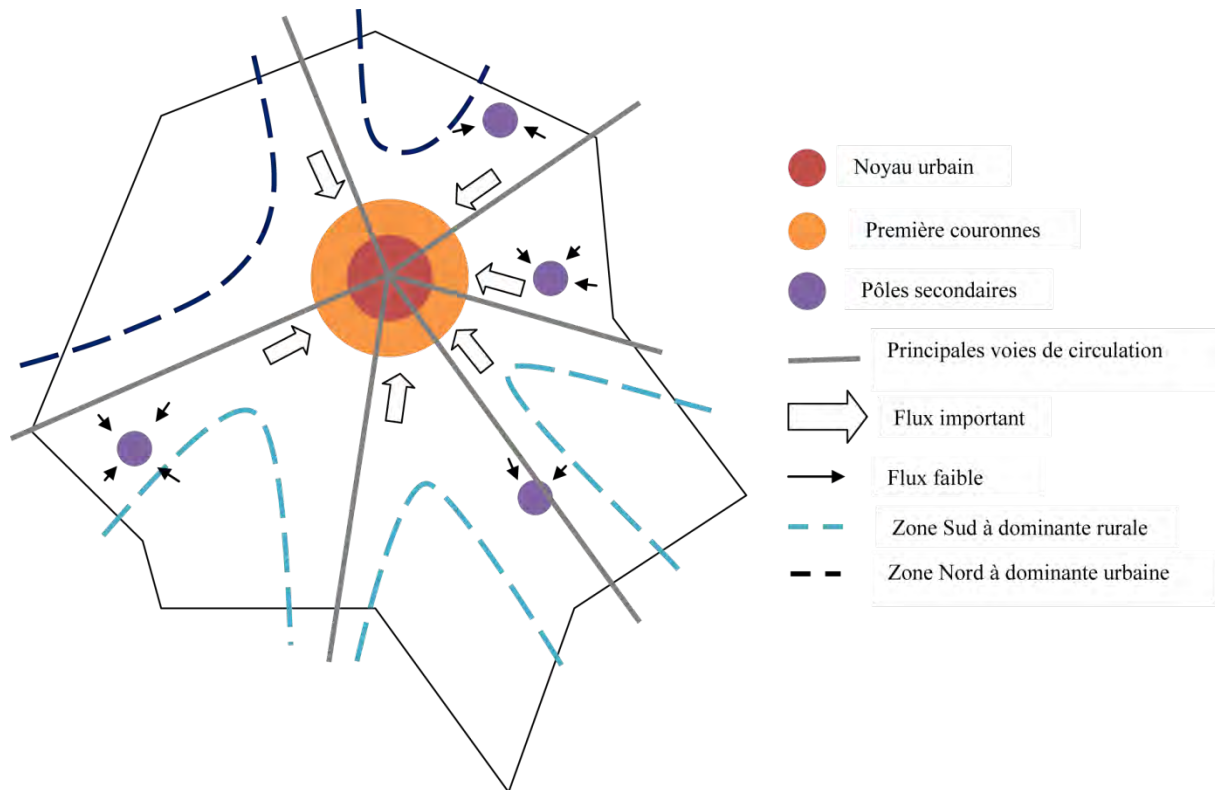 Noyau urbain
Première couronnes
Pôles secondaires
Principales voies de circulation
Flux important
Flux faible
Zone Sud à dominante rurale
Zone Nord à dominante urbaine